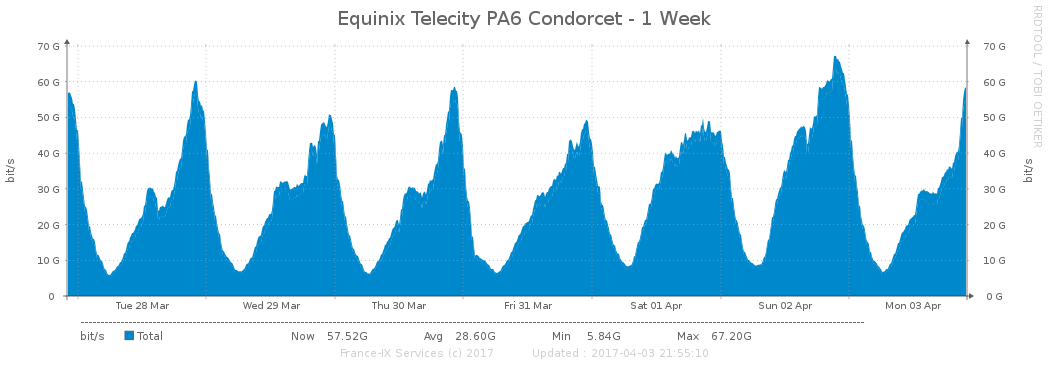 Equinix Telecity PA6 Condorcet - 1 Week
RRDTOOL / TOBI OETIKER
70 G 70 G
60 G 60 G
50 G 50 G
40 G 40 G
30 G 30 G
20 G 20 G
10 G 10 G
0 0 G
bit/s
bit/s
Tue 28 Mar Wed 29 Mar Thu 30 Mar Fri 31 Mar Sat 01 Apr Sun 02 Apr Mon 03 Apr
bit/s Total Now 57.52G Avg 28.60G Min 5.84G Max 67.20G
France-IX Services (c) 2017 Updated : 2017-04-03 21:55:10